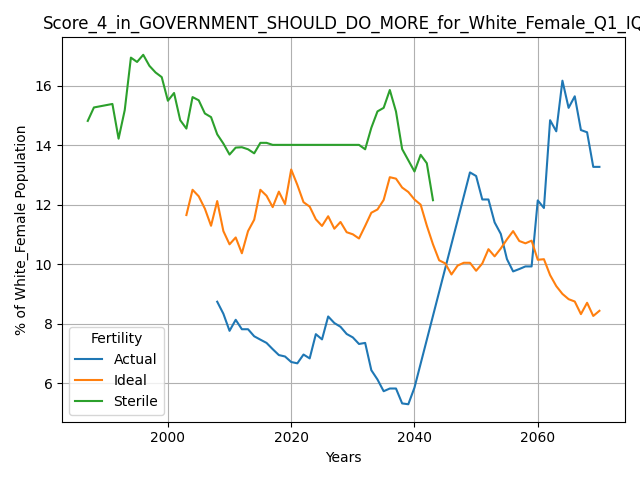 Score_4_in_GOVERNMENT_SHOULD_DO_MORE_for_White_Female_Q1_IQ
% of White_Female Population
16
14
12
10
8
6
Fertility
Actual
Ideal
Sterile
2000
2020
2040
2060
Years